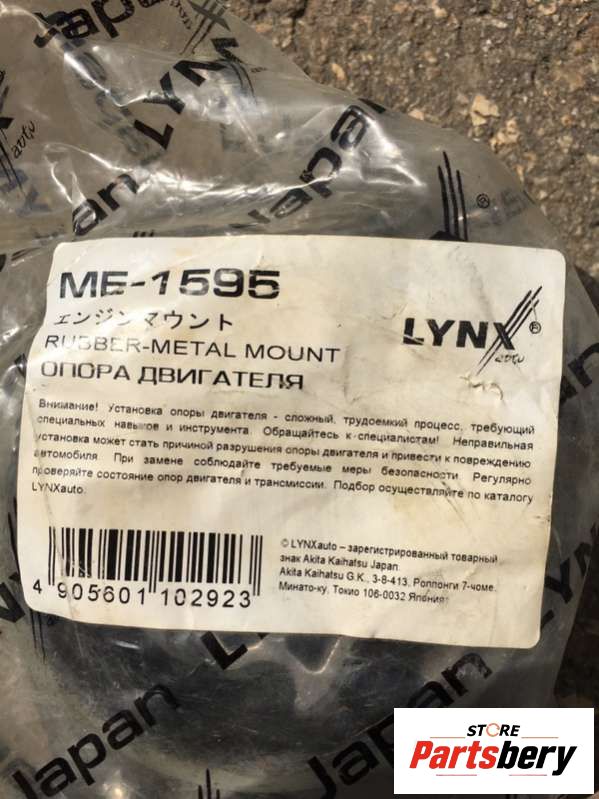 Japan LYNX
auto
ME-1595
エンジンマウント
RUBBER-METAL MOUNT
ОПОРА ДВИГАТЕЛЯ
LYNX®
auto
Внимание! Установка опоры двигателя - сложный, трудоемкий процесс, требующий
специальных навыков и инструмента. Обращайтесь к специалистам! Неправильная
установка может стать причиной разрушения опоры двигателя и привести к повреждению
автомобиля. При замене соблюдайте требуемые меры безопасности. Регулярно
проверяйте состояние опор двигателя и трансмиссии. Подбор осуществляйте по каталогу
LYNXauto.
© LYNXauto – зарегистрированный товарный
знак Akita Kaihatsu Japan.
Akita Kaihatsu G.K., 3-8-413, Роппонги 7-чоме,
Минато-ку, Токио 106-0032 Япония
4 905601 102923
Japan LYNX
Japan
STORE
Partsbery